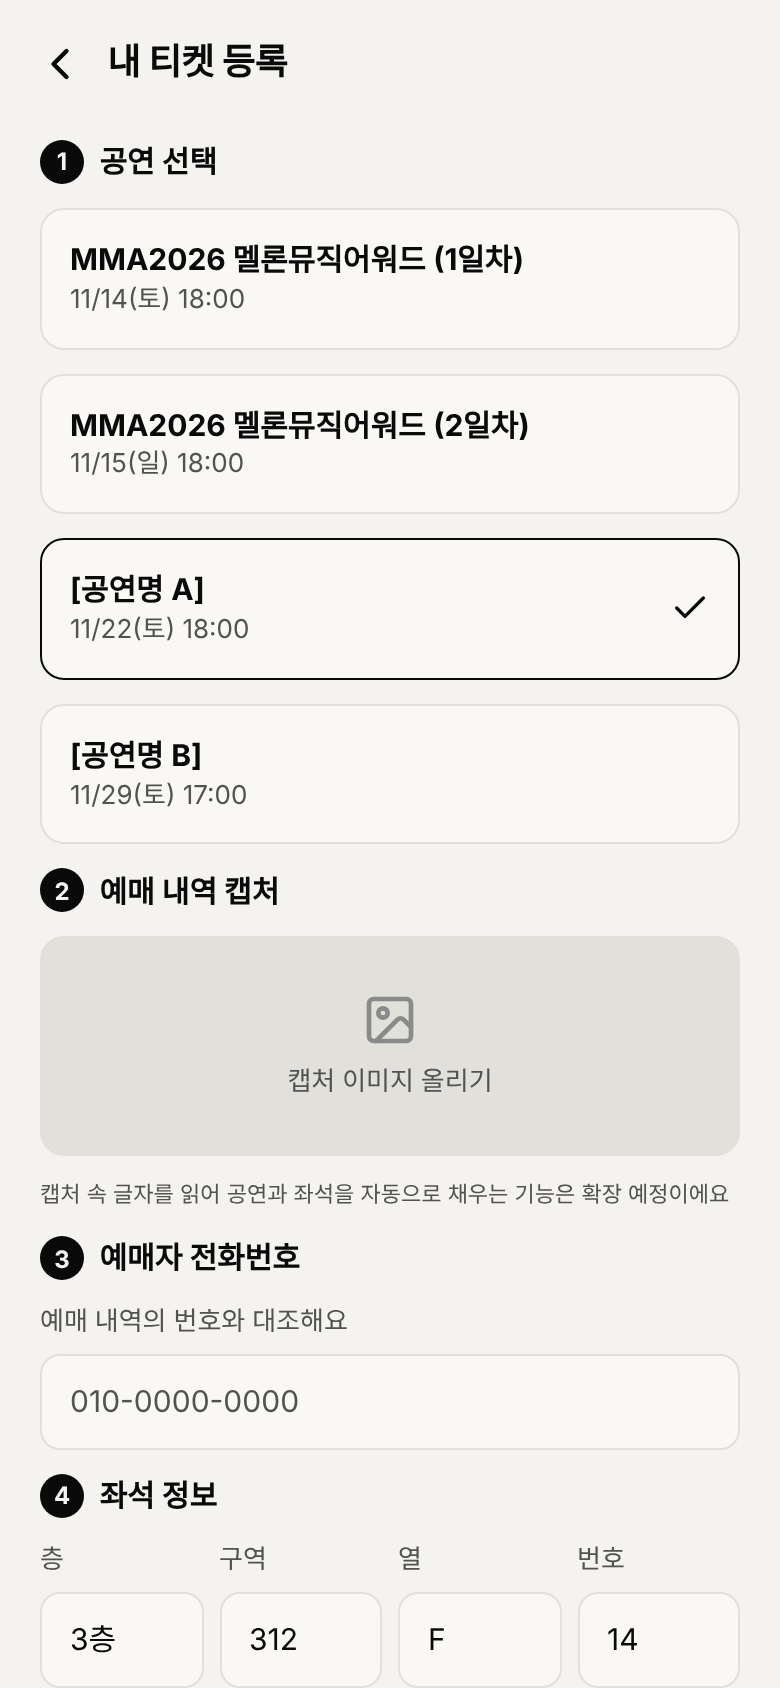 내 티켓 등록
1 공연 선택
MMA2026 멜론뮤직어워드 (1일차)
11/14(토) 18:00
MMA2026 멜론뮤직어워드 (2일차)
11/15(일) 18:00
[공연명 A]
11/22(토) 18:00
[공연명 B]
11/29(토) 17:00
2 예매 내역 캡처
캡처 이미지 올리기
캡처 속 글자를 읽어 공연과 좌석을 자동으로 채우는 기능은 확장 예정이에요
3 예매자 전화번호
예매 내역의 번호와 대조해요
010-0000-0000
4 좌석 정보
층 구역 열 번호
3층 312 F 14